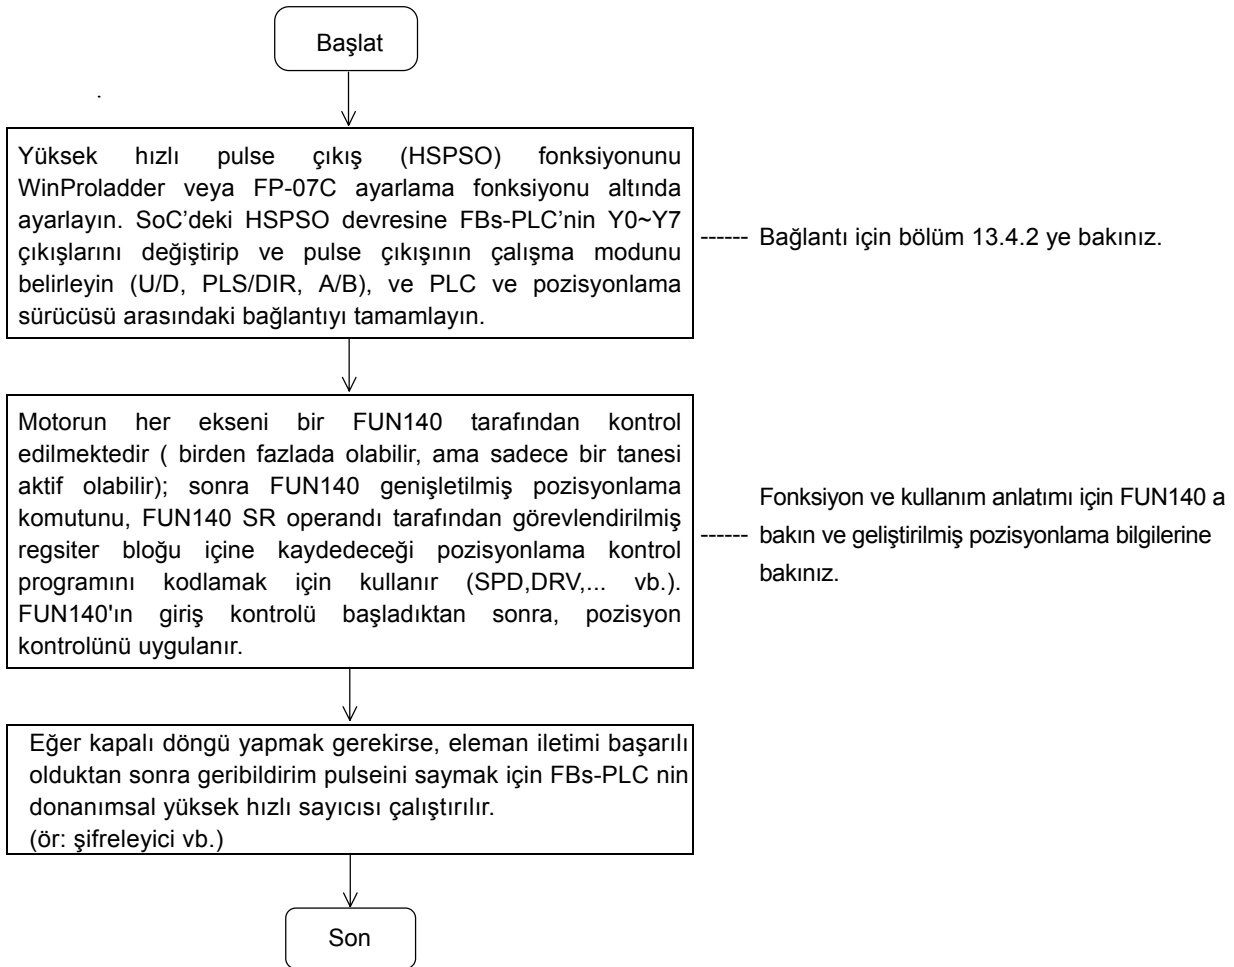 Başlat
Yüksek hızlı pulse çıkış (HSPSO) fonksiyonunu
WinProladder veya FP-07C ayarlama fonksiyonu altında
ayarlayın. SoC’deki HSPSO devresine FBs-PLC’nin Y0~Y7
çıkışlarını değiştirip ve pulse çıkışının çalışma modunu
belirleyin (U/D, PLS/DIR, A/B), ve PLC ve pozisyonlama
sürücüsü arasındaki bağlantıyı tamamlayın.
------ Bağlantı için bölüm 13.4.2 ye bakınız.
Motorun her ekseni bir FUN140 tarafından kontrol
edilmektedir ( birden fazlada olabilir, ama sadece bir tanesi
aktif olabilir); sonra FUN140 genişletilmiş pozisyonlama
komutunu, FUN140 SR operandı tarafından görevlendirilmiş
regsiter bloğu içine kaydedeceği pozisyonlama kontrol
programını kodlamak için kullanır (SPD,DRV,... vb.).
FUN140'ın giriş kontrolü başladıktan sonra, pozisyon
kontrolünü uygulanır.
Fonksiyon ve kullanım anlatımı için FUN140 a
------ bakın ve geliştirilmiş pozisyonlama bilgilerine
bakınız.
Eğer kapalı döngü yapmak gerekirse, eleman iletimi başarılı
olduktan sonra geribildirim pulseini saymak için FBs-PLC nin
donanımsal yüksek hızlı sayıcısı çalıştırılır.
(ör: şifreleyici vb.)
Son